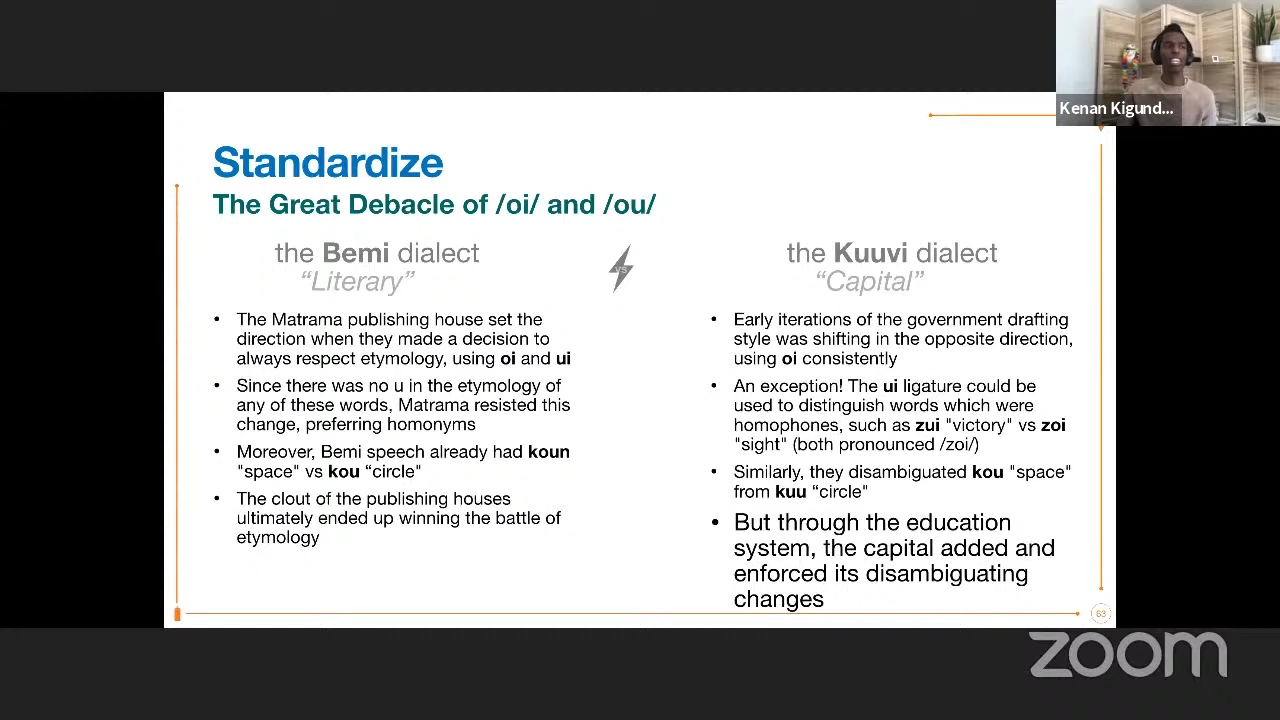 Kenan Kigund...
Standardize
The Great Debacle of /oi/ and /ou/
the Bemi dialect
"Literary"
vs
the Kuuvi dialect
"Capital"
• The Matrama publishing house set the
direction when they made a decision to
always respect etymology, using oi and ui
• Since there was no u in the etymology of
any of these words, Matrama resisted this
change, preferring homonyms
• Moreover, Bemi speech already had koun
"space" vs kou “circle"
• The clout of the publishing houses
ultimately ended up winning the battle of
etymology
• Early iterations of the government drafting
style was shifting in the opposite direction,
using oi consistently
• An exception! The ui ligature could be
used to distinguish words which were
homophones, such as zui "victory" vs zoi
"sight" (both pronounced /zoi/)
• Similarly, they disambiguated kou "space"
from kuu “circle"
• But through the education
system, the capital added and
enforced its disambiguating
changes
63
zoom